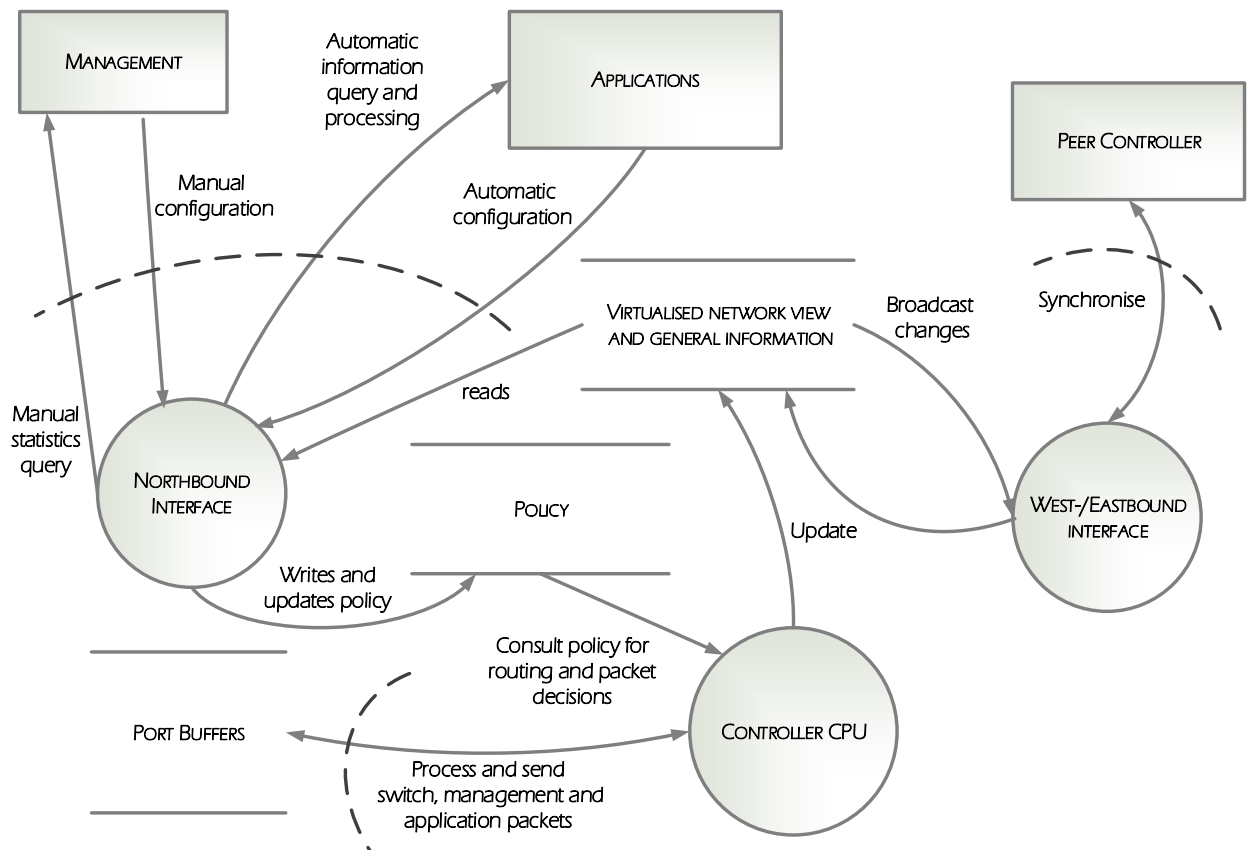 MANAGEMENT
Automatic
information
query and
processing
APPLICATIONS
PEER CONTROLLER
Manual
configuration
Automatic
configuration
VIRTUALISED NETWORK VIEW
AND GENERAL INFORMATION
Broadcast
changes
Synchronise
reads
Manual
statistics
query
NORTHBOUND
INTERFACE
POLICY
WEST-/EASTBOUND
INTERFACE
Update
Writes and
updates policy
Consult policy for
routing and packet
decisions
PORT BUFFERS
CONTROLLER CPU
Process and send
switch, management and
application packets